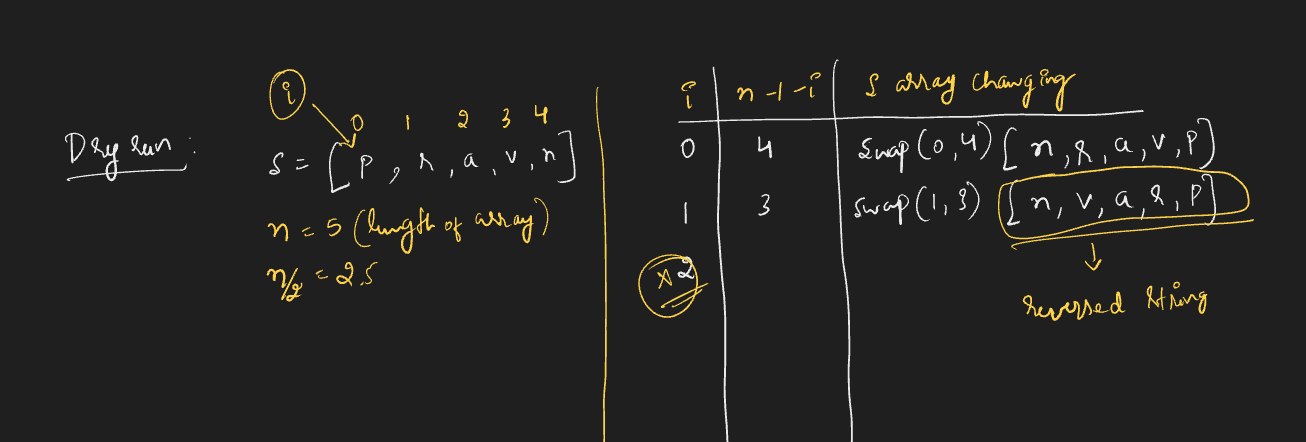 i
0 1 2 3 4
Dry run :
S = [P, r, a, v, n]
n = 5 (length of array)
n/2 = 2.5
i n-1-i S array changing
0 4 swap(0,4) [n, r, a, v, P]
1 3 swap(1,3) [n, v, a, r, P]
x 2
reversed string